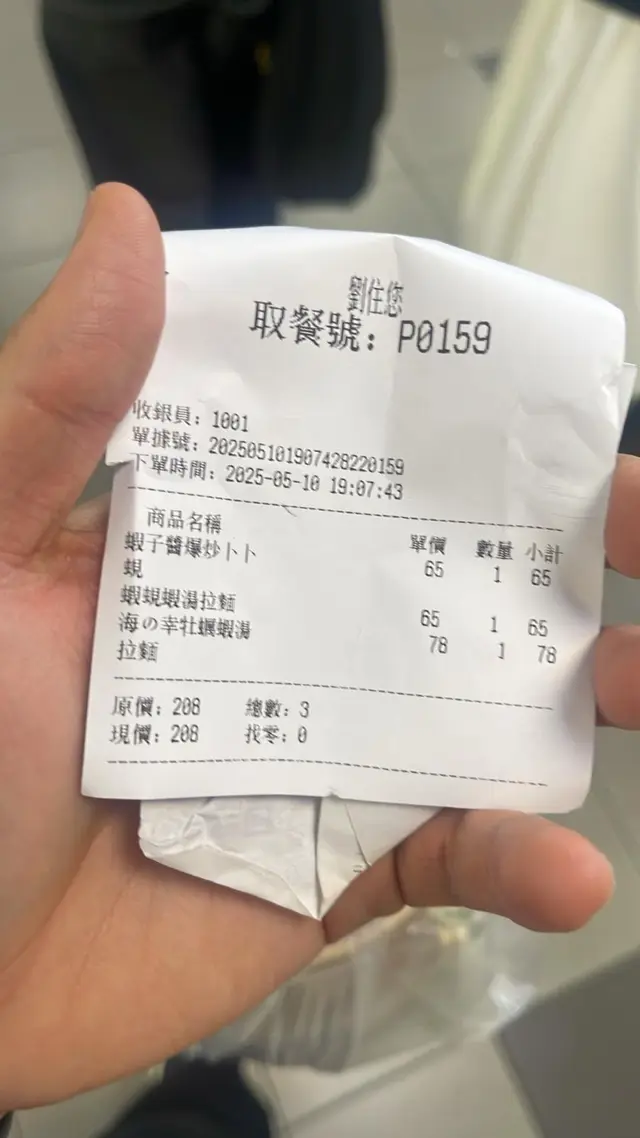 劉住您
取餐號：P0159
收銀員：1001
單據號：202505101907428220159
下單時間：2025-05-10 19:07:43
商品名稱 單價 數量 小計
蝦子醬爆炒卜卜 65 1 65
蜆
蝦蜆蝦湯拉麵 65 1 65
海の幸牡蠣蝦湯 78 1 78
拉麵
原價：208 總數：3
現價：208 找零：0